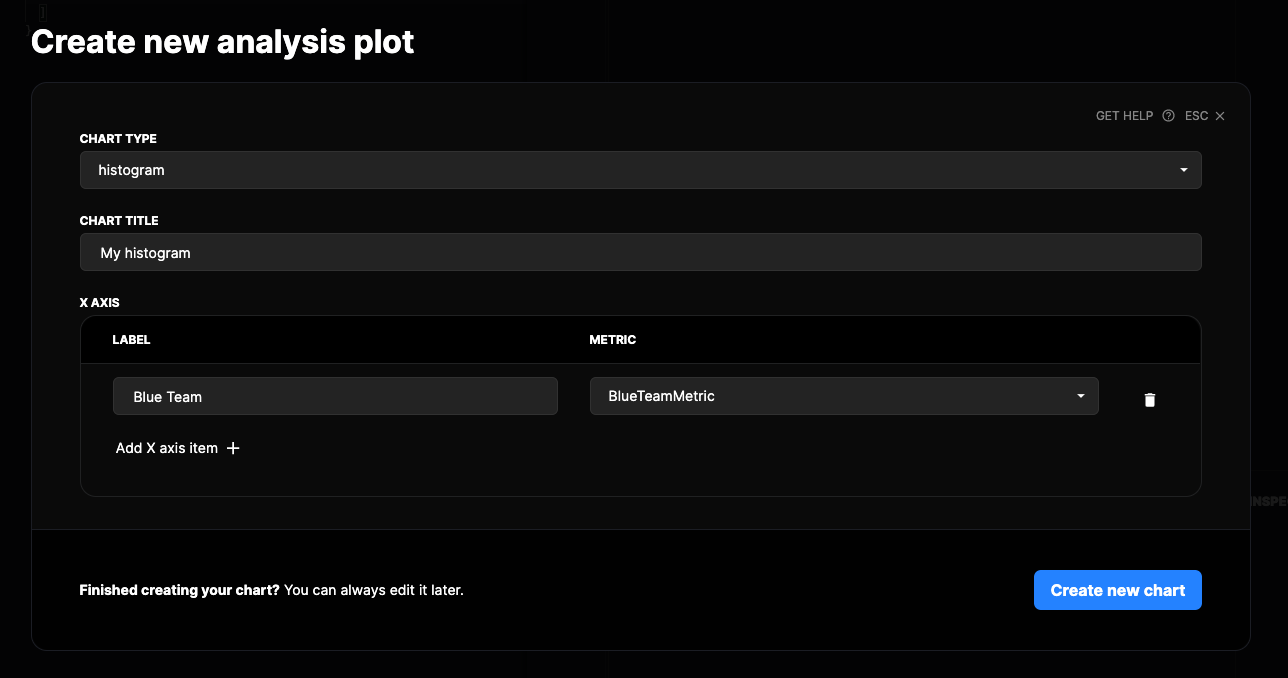 Create new analysis plot
GET HELP ESC
CHART TYPE
histogram
CHART TITLE
My histogram
X AXIS
LABEL METRIC
Blue Team BlueTeamMetric
Add X axis item +
INSPE
Finished creating your chart? You can always edit it later.
Create new chart